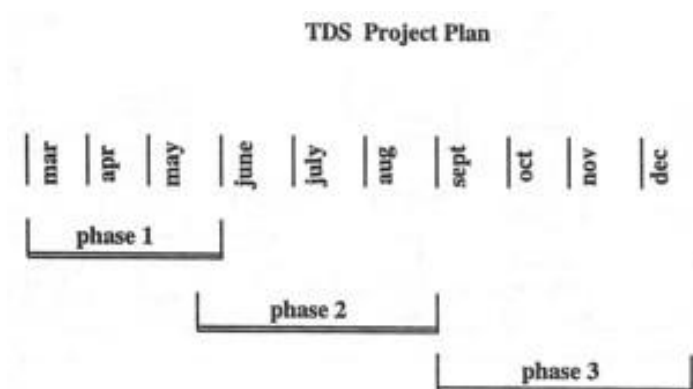 TDS Project Plan
mar apr may june july aug sept oct nov dec
phase 1
phase 2
phase 3